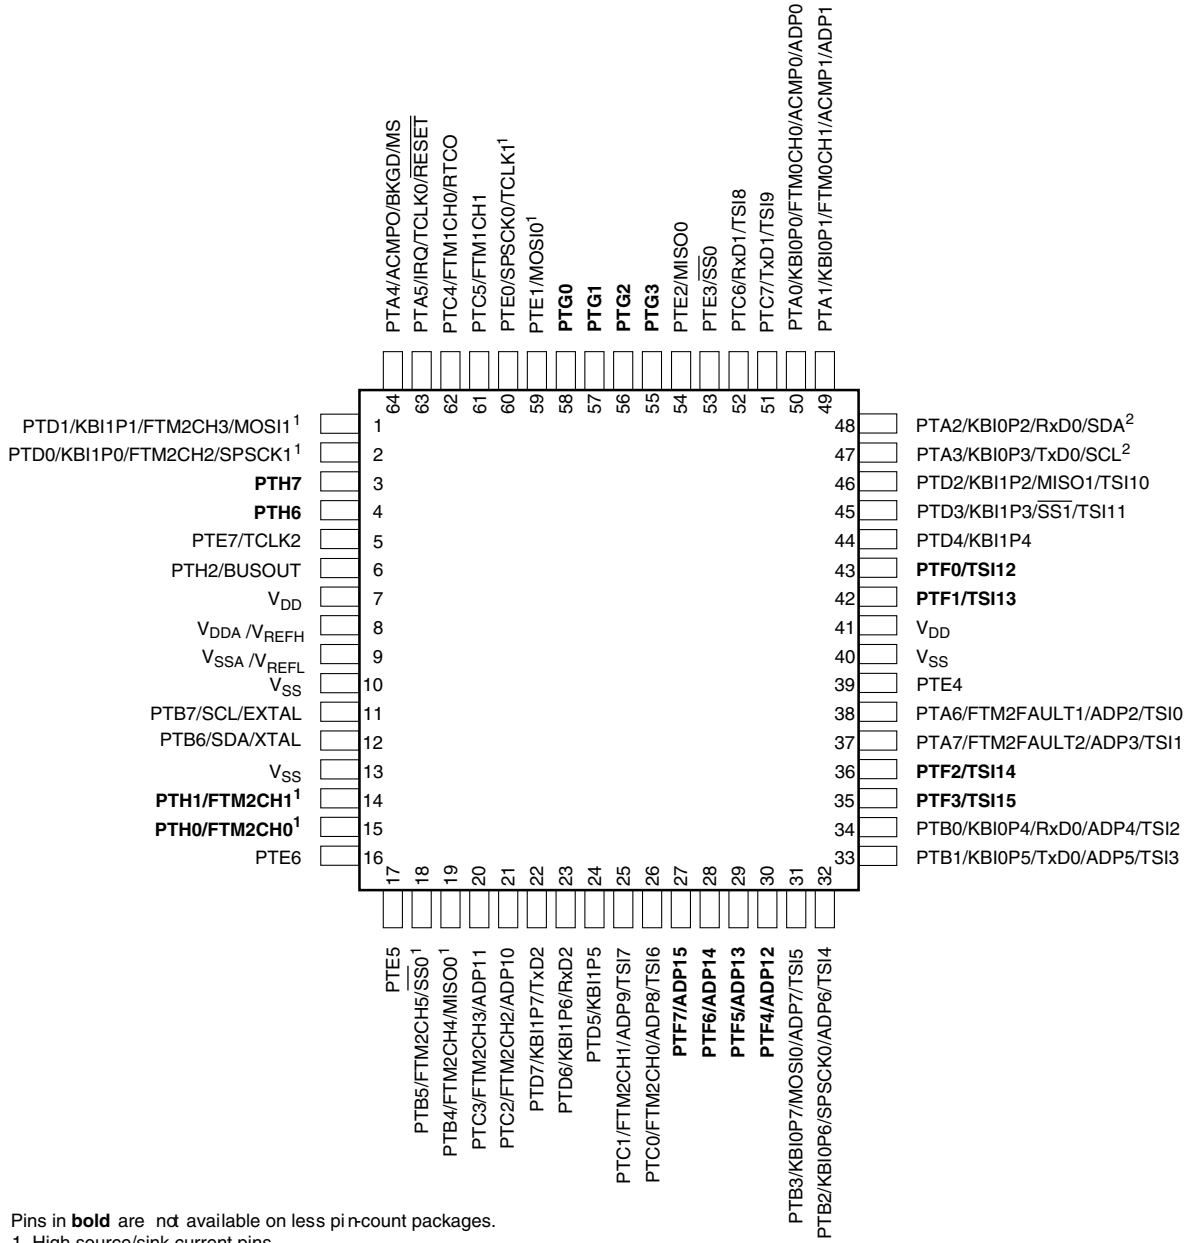 PTA4/ACMPO/BKGD/MS
PTA5/IRQ/TCLK0/RESET
PTC4/FTM1CH0/RTCO
PTC5/FTM1CH1
PTE0/SPSCK0/TCLK1¹
PTE1/MOSI0¹
PTG0
PTG1
PTG2
PTG3
PTE2/MISO0
PTE3/SS0
PTC6/RxD1/TSI8
PTC7/TxD1/TSI9
PTA0/KBI0P0/FTM0CH0/ACMP0/ADP0
PTA1/KBI0P1/FTM0CH1/ACMP1/ADP1
64
63
62
61
60
59
58
57
56
55
54
53
52
51
50
49
PTD1/KBI1P1/FTM2CH3/MOSI1¹ 1
PTD0/KBI1P0/FTM2CH2/SPSCK1¹ 2
PTH7 3
PTH6 4
PTE7/TCLK2 5
PTH2/BUSOUT 6
VDD 7
VDDA /VREFH 8
VSSA /VREFL 9
VSS 10
PTB7/SCL/EXTAL 11
PTB6/SDA/XTAL 12
VSS 13
PTH1/FTM2CH1¹ 14
PTH0/FTM2CH0¹ 15
PTE6 16
48 PTA2/KBI0P2/RxD0/SDA²
47 PTA3/KBI0P3/TxD0/SCL²
46 PTD2/KBI1P2/MISO1/TSI10
45 PTD3/KBI1P3/SS1/TSI11
44 PTD4/KBI1P4
43 PTF0/TSI12
42 PTF1/TSI13
41 VDD
40 VSS
39 PTE4
38 PTA6/FTM2FAULT1/ADP2/TSI0
37 PTA7/FTM2FAULT2/ADP3/TSI1
36 PTF2/TSI14
35 PTF3/TSI15
34 PTB0/KBI0P4/RxD0/ADP4/TSI2
33 PTB1/KBI0P5/TxD0/ADP5/TSI3
17
18
19
20
21
22
23
24
25
26
27
28
29
30
31
32
PTE5
PTB5/FTM2CH5/SS0¹
PTB4/FTM2CH4/MISO0¹
PTC3/FTM2CH3/ADP11
PTC2/FTM2CH2/ADP10
PTD7/KBI1P7/TxD2
PTD6/KBI1P6/RxD2
PTD5/KBI1P5
PTC1/FTM2CH1/ADP9/TSI7
PTC0/FTM2CH0/ADP8/TSI6
PTF7/ADP15
PTF6/ADP14
PTF5/ADP13
PTF4/ADP12
PTB3/KBI0P7/MOSI0/ADP7/TSI5
PTB2/KBI0P6/SPSCK0/ADP6/TSI4
Pins in bold are not available on less pin-count packages.
1. High source/sink current pins